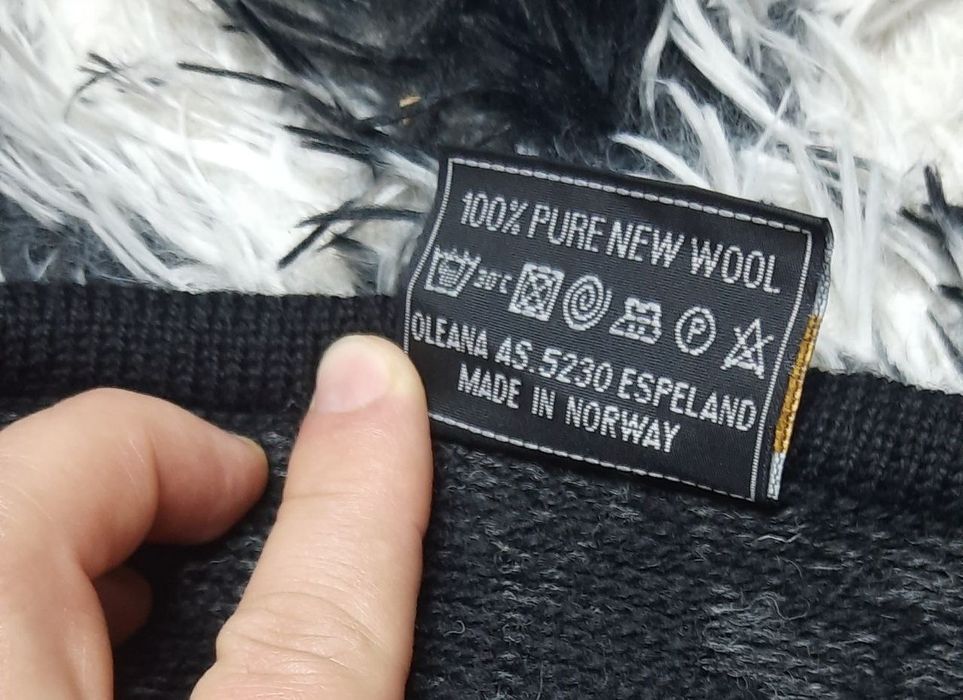 100% PURE NEW WOOL
30°C P
OLEANA AS.5230 ESPELAND
MADE IN NORWAY